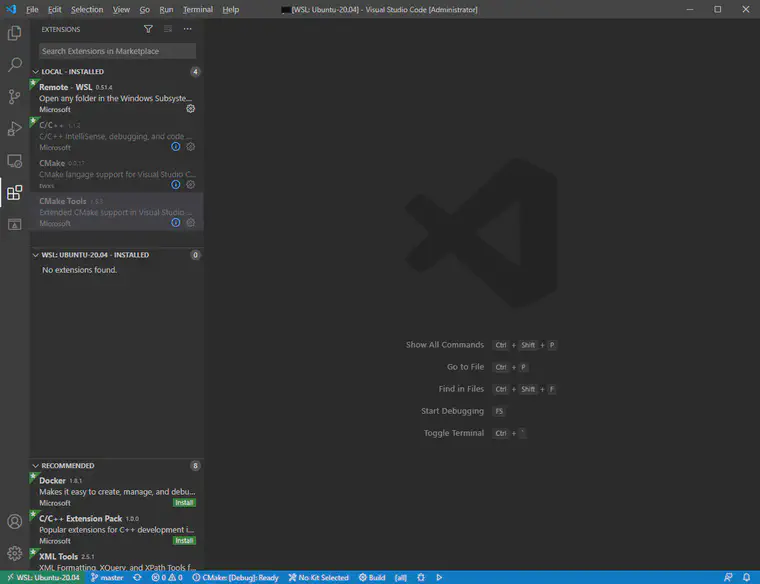 File Edit Selection View Go Run Terminal Help [WSL: Ubuntu-20.04] - Visual Studio Code [Administrator]
EXTENSIONS
Search Extensions in Marketplace
LOCAL - INSTALLED 4
Remote - WSL 0.51.4
Open any folder in the Windows Subsyste...
Microsoft
C/C++ 1.1.2
C/C++ IntelliSense, debugging, and code ...
Microsoft
CMake 0.0.17
CMake langage support for Visual Studio C...
twxs
CMake Tools
Extended CMake support in Visual Studio ...
Microsoft
WSL: UBUNTU-20.04 - INSTALLED 0
No extensions found.
Show All Commands Ctrl + Shift + P
Go to File Ctrl + P
Find in Files Ctrl + Shift + F
Start Debugging F5
Toggle Terminal Ctrl + `
RECOMMENDED 8
Docker 1.8.1
Makes it easy to create, manage, and debu...
Microsoft Install
C/C++ Extension Pack 1.0.0
Popular extensions for C++ development i...
Microsoft Install
XML Tools 2.5.1
XML Formatting, XQuery, and XPath Tools f...
WSL: Ubuntu-20.04 master 0 0 CMake: [Debug]: Ready No Kit Selected Build [all]